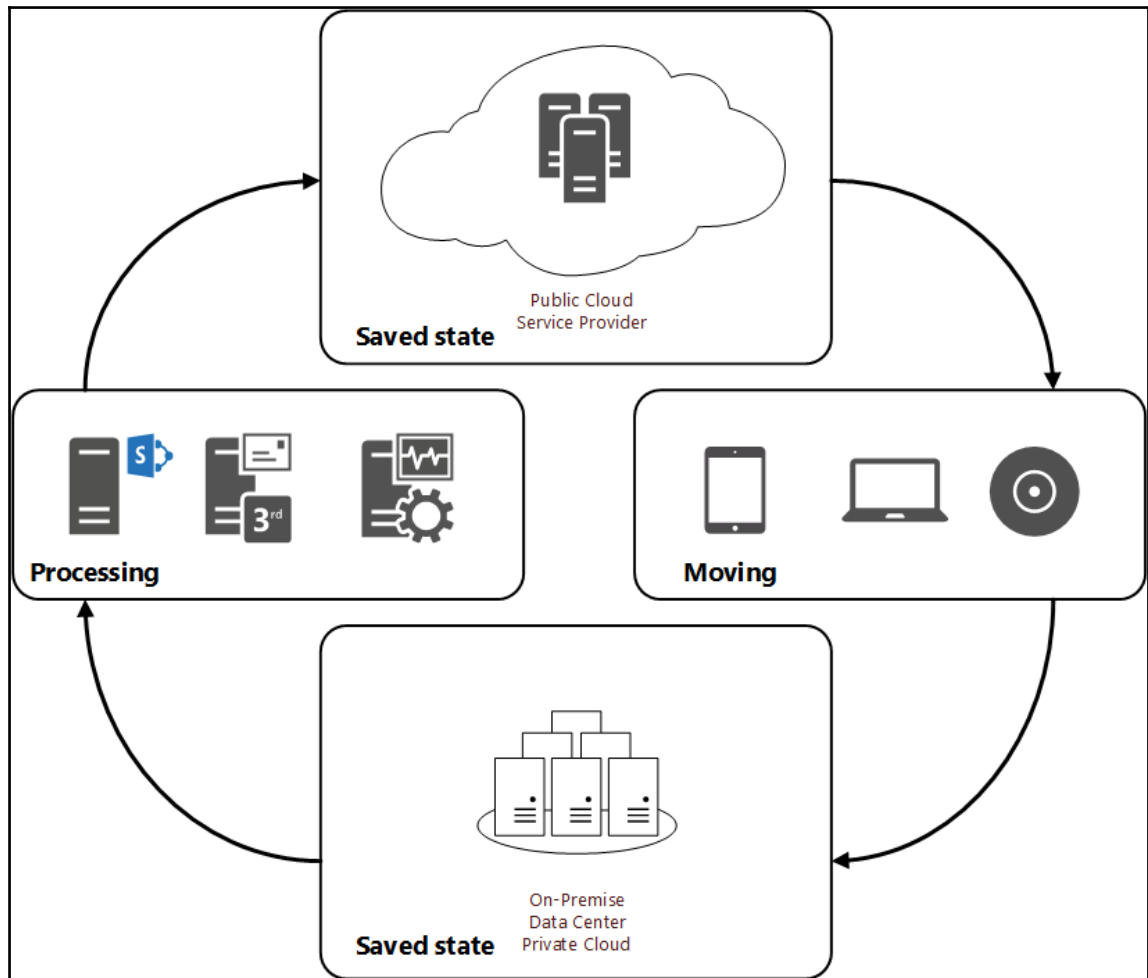 Public Cloud
Service Provider
Saved state
S
3rd
Processing
Moving
On-Premise
Data Center
Private Cloud
Saved state